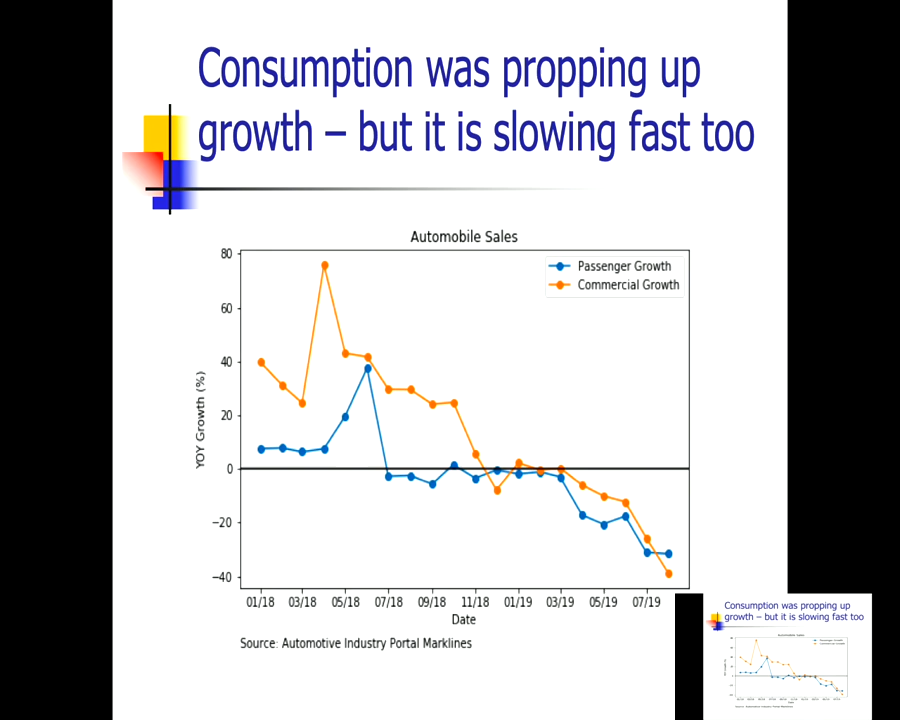 Consumption was propping up
growth – but it is slowing fast too
Automobile Sales
80
60
40
20
0
−20
−40
YOY Growth (%)
Passenger Growth
Commercial Growth
01/18 03/18 05/18 07/18 09/18 11/18 01/19 03/19 05/19 07/19
Date
Source: Automotive Industry Portal Marklines
Consumption was propping up
growth – but it is slowing fast too